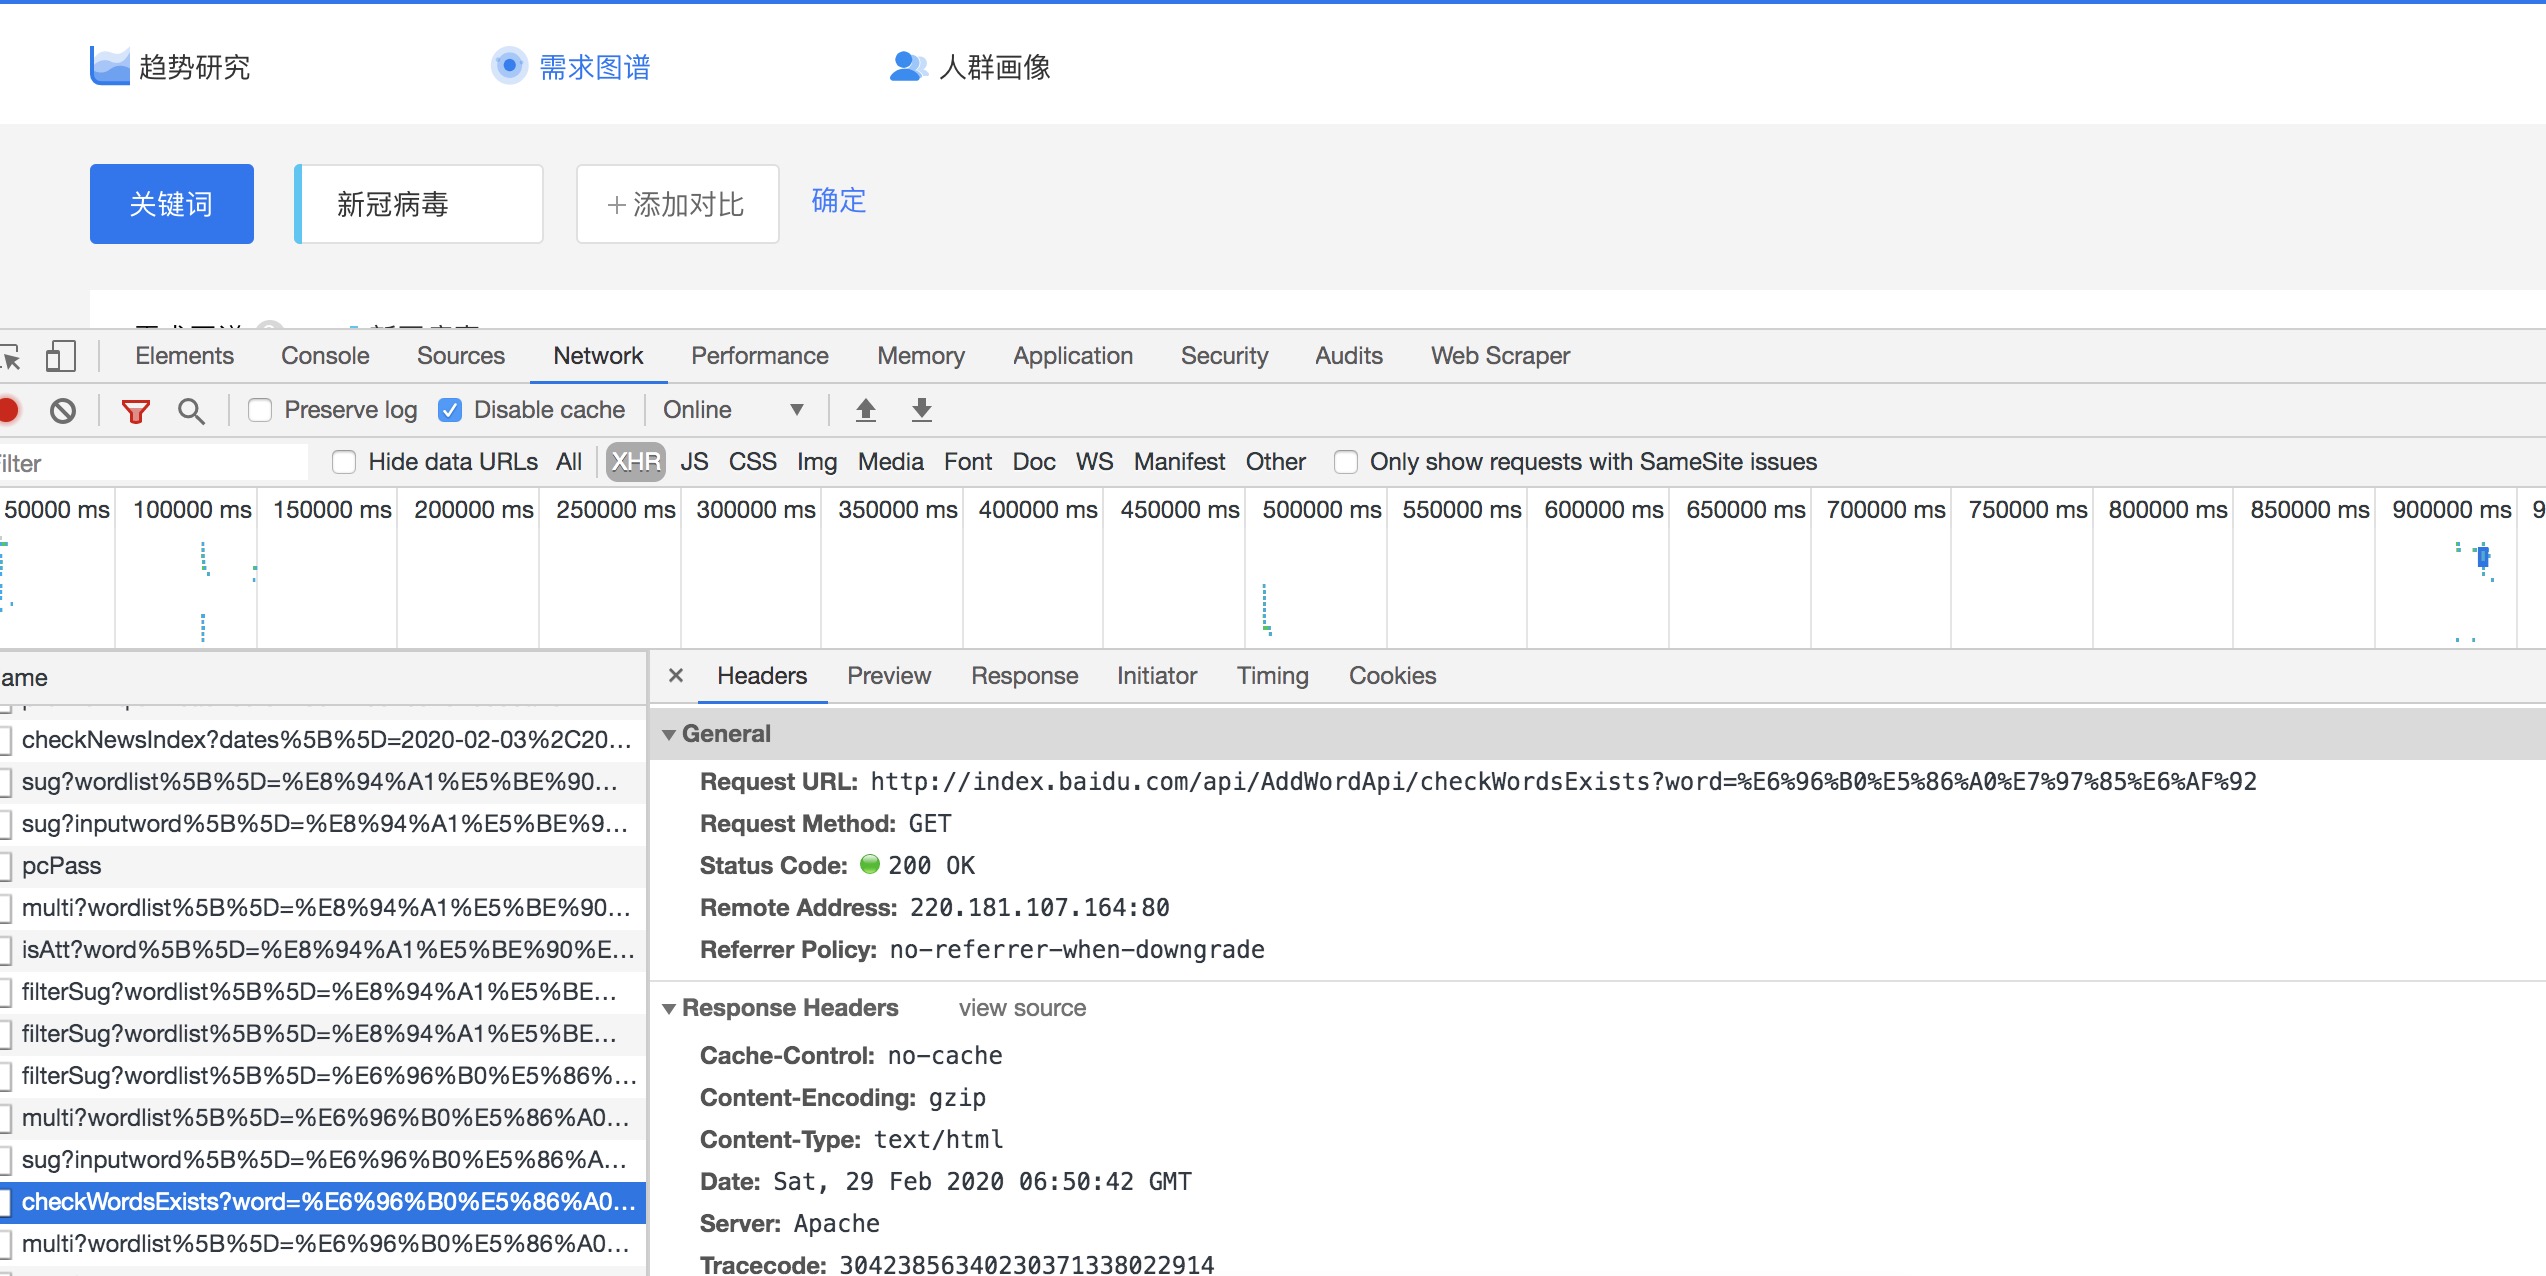 趋势研究 需求图谱 人群画像
关键词 新冠病毒 +添加对比 确定
Elements Console Sources Network Performance Memory Application Security Audits Web Scraper
Preserve log Disable cache Online
ilter Hide data URLs All XHR JS CSS Img Media Font Doc WS Manifest Other Only show requests with SameSite issues
50000 ms 100000 ms 150000 ms 200000 ms 250000 ms 300000 ms 350000 ms 400000 ms 450000 ms 500000 ms 550000 ms 600000 ms 650000 ms 700000 ms 750000 ms 800000 ms 850000 ms 900000 ms 9
ame
checkNewsIndex?dates%5B%5D=2020-02-03%2C20…
sug?wordlist%5B%5D=%E8%94%A1%E5%BE%90…
sug?inputword%5B%5D=%E8%94%A1%E5%BE%9…
pcPass
multi?wordlist%5B%5D=%E8%94%A1%E5%BE%90…
isAtt?word%5B%5D=%E8%94%A1%E5%BE%90%E…
filterSug?wordlist%5B%5D=%E8%94%A1%E5%BE…
filterSug?wordlist%5B%5D=%E8%94%A1%E5%BE…
filterSug?wordlist%5B%5D=%E6%96%B0%E5%86%…
multi?wordlist%5B%5D=%E6%96%B0%E5%86%A0…
sug?inputword%5B%5D=%E6%96%B0%E5%86%A…
checkWordsExists?word=%E6%96%B0%E5%86%A0…
multi?wordlist%5B%5D=%E6%96%B0%E5%86%A0…
× Headers Preview Response Initiator Timing Cookies
General
Request URL: http://index.baidu.com/api/AddWordApi/checkWordsExists?word=%E6%96%B0%E5%86%A0%E7%97%85%E6%AF%92
Request Method: GET
Status Code: 200 OK
Remote Address: 220.181.107.164:80
Referrer Policy: no-referrer-when-downgrade
Response Headers view source
Cache-Control: no-cache
Content-Encoding: gzip
Content-Type: text/html
Date: Sat, 29 Feb 2020 06:50:42 GMT
Server: Apache
Tracecode: 30423856340230371338022914